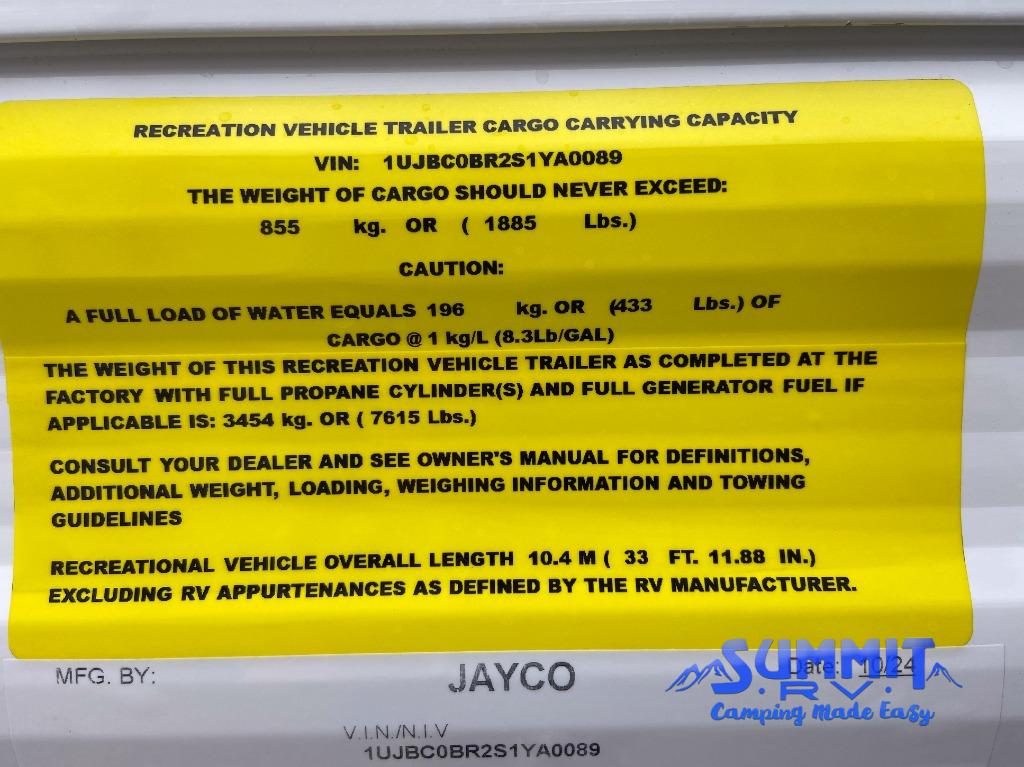 RECREATION VEHICLE TRAILER CARGO CARRYING CAPACITY
VIN: 1UJBC0BR2S1YA0089
THE WEIGHT OF CARGO SHOULD NEVER EXCEED:
855 kg. OR ( 1885 Lbs.)
CAUTION:
A FULL LOAD OF WATER EQUALS 196 kg. OR (433 Lbs.) OF
CARGO @ 1 kg/L (8.3Lb/GAL)
THE WEIGHT OF THIS RECREATION VEHICLE TRAILER AS COMPLETED AT THE
FACTORY WITH FULL PROPANE CYLINDER(S) AND FULL GENERATOR FUEL IF
APPLICABLE IS: 3454 kg. OR ( 7615 Lbs.)
CONSULT YOUR DEALER AND SEE OWNER'S MANUAL FOR DEFINITIONS,
ADDITIONAL WEIGHT, LOADING, WEIGHING INFORMATION AND TOWING
GUIDELINES
RECREATIONAL VEHICLE OVERALL LENGTH 10.4 M ( 33 FT. 11.88 IN.)
EXCLUDING RV APPURTENANCES AS DEFINED BY THE RV MANUFACTURER.
MFG. BY: JAYCO Date: 10/24
SUMMIT
R.V.
Camping Made Easy
V.I.N./N.I.V
1UJBC0BR2S1YA0089